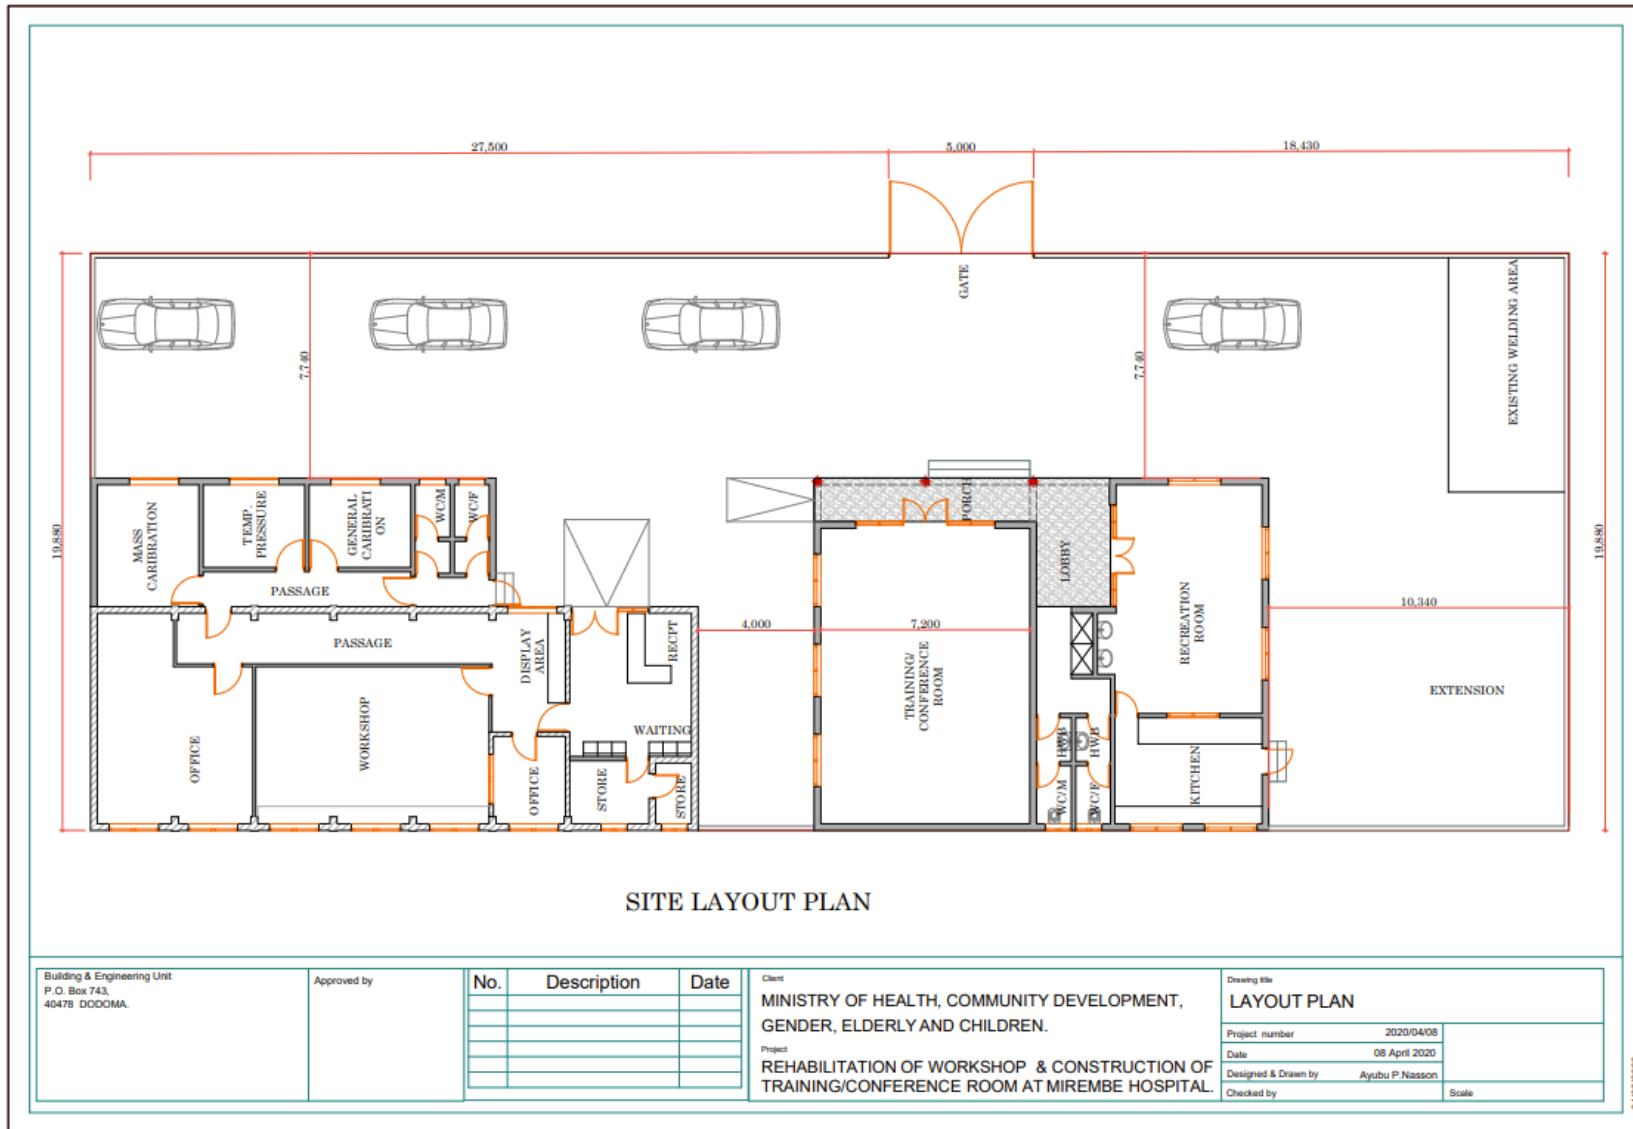 27,500
5,000
18,430
GATE
EXISTING WELDING AREA
7,740
7,740
19,880
19,880
MASS
CARIBRATION
TEMP.
PRESSURE
GENERAL
CARIBRATI
ON
WC/M
WC/F
PASSAGE
PASSAGE
DISPLAY
AREA
RECPT
WAITING
OFFICE
WORKSHOP
OFFICE
STORE
STORE
4,000
7,200
PORCH
LOBBY
TRAINING/
CONFERENCE
ROOM
RECREATION
ROOM
10,340
EXTENSION
HWB
HWB
WC/M
WC/F
KITCHEN
SITE LAYOUT PLAN
Building & Engineering Unit
P.O. Box 743,
40478 DODOMA.
Approved by
No. Description Date
Client
MINISTRY OF HEALTH, COMMUNITY DEVELOPMENT,
GENDER, ELDERLY AND CHILDREN.
Project
REHABILITATION OF WORKSHOP & CONSTRUCTION OF
TRAINING/CONFERENCE ROOM AT MIREMBE HOSPITAL.
Drawing title
LAYOUT PLAN
Project number 2020/04/08
Date 08 April 2020
Designed & Drawn by Ayubu P.Nasson
Checked by
Scale